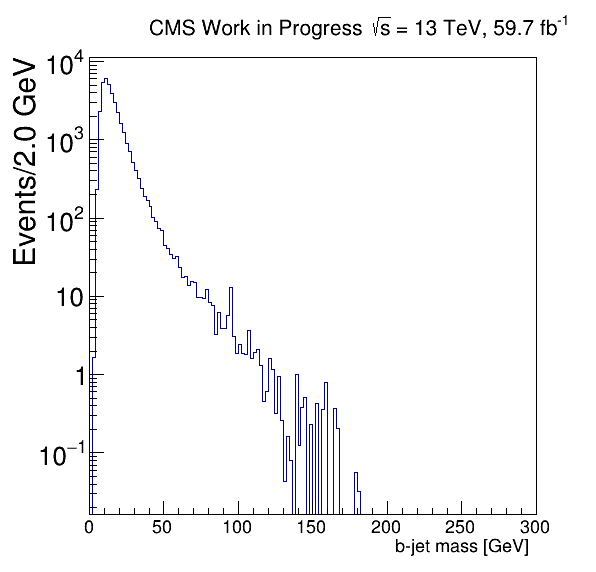 CMS Work in Progress √s = 13 TeV, 59.7 fb⁻¹
Events/2.0 GeV
10⁴
10³
10²
10
1
10⁻¹
0 50 100 150 200 250 300
b-jet mass [GeV]